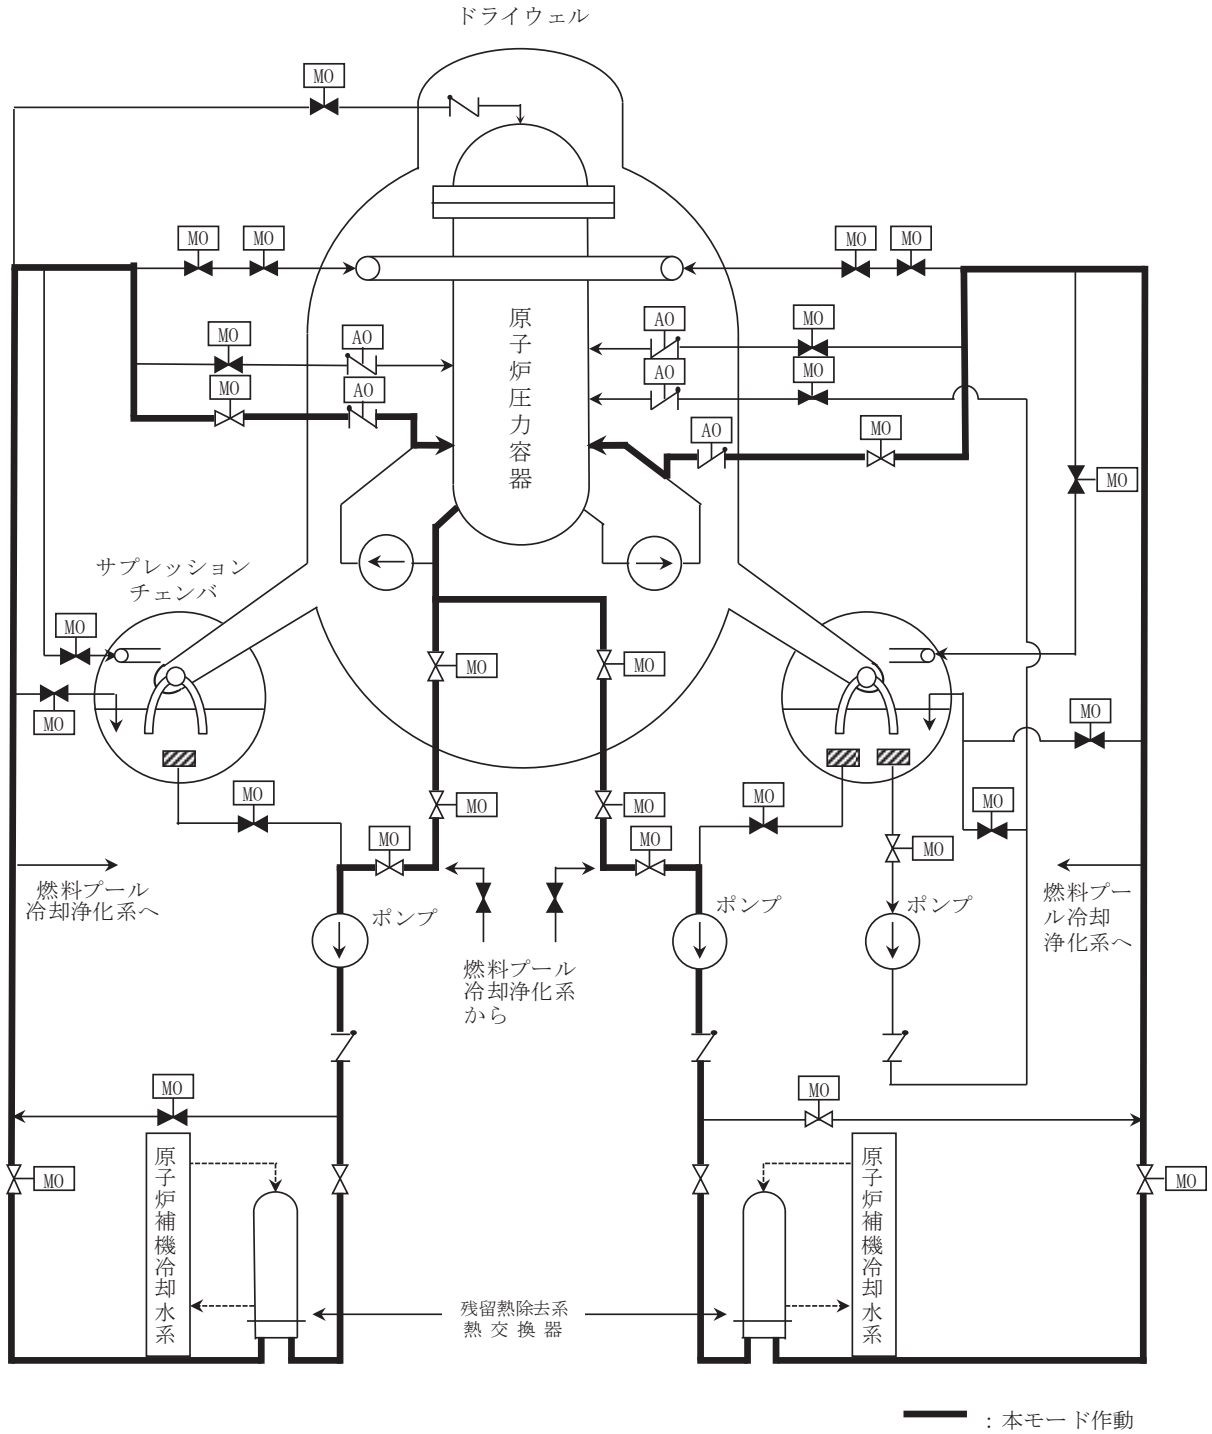 ドライウェル
MO
MO
MO
MO
MO
MO
AO
AO
MO
MO
AO
AO
MO
MO
AO
MO
原子炉圧力容器
MO
サプレッション
チェンバ
MO
MO
MO
MO
MO
MO
MO
MO
MO
MO
MO
MO
MO
MO
燃料プール
冷却浄化系へ
ポンプ
ポンプ
ポンプ
燃料プー
ル冷却
浄化系へ
燃料プール
冷却浄化系
から
MO
MO
MO
MO
原子炉補機冷却水系
原子炉補機冷却水系
残留熱除去系
熱交換器
:本モード作動